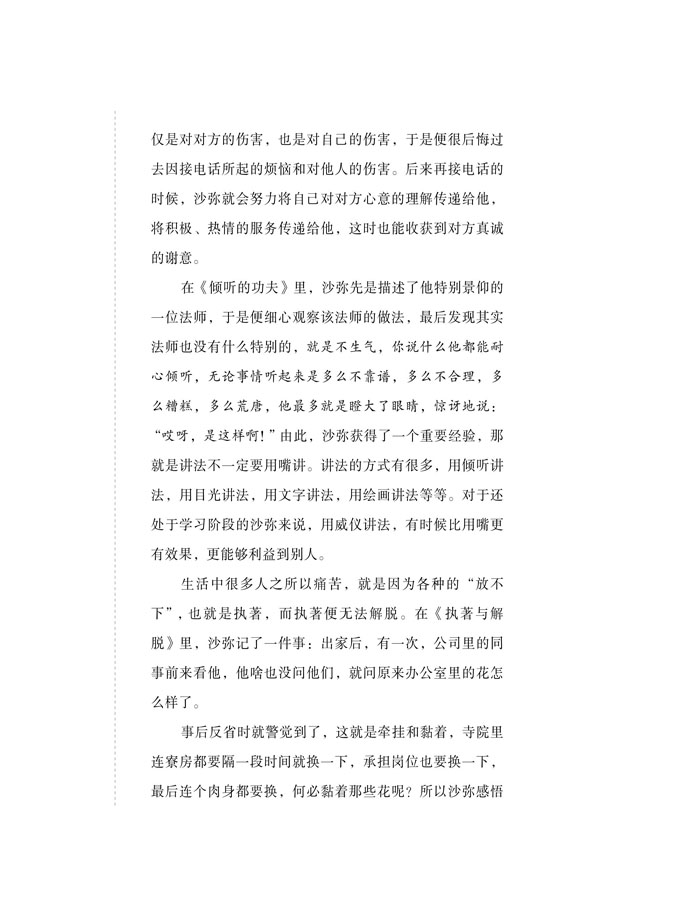 仅是对对方的伤害，也是对自己的伤害，于是便很后悔过
去因接电话所起的烦恼和对他人的伤害。后来再接电话的
时候，沙弥就会努力将自己对对方心意的理解传递给他，
将积极、热情的服务传递给他，这时也能收获到对方真诚
的谢意。
在《倾听的功夫》里，沙弥先是描述了他特别景仰的
一位法师，于是便细心观察该法师的做法，最后发现其实
法师也没有什么特别的，就是不生气，你说什么他都能耐
心倾听，无论事情听起来是多么不靠谱，多么不合理，多
么糟糕，多么荒唐，他最多就是瞪大了眼睛，惊讶地说：
“哎呀，是这样啊！”由此，沙弥获得了一个重要经验，那
就是讲法不一定要用嘴讲。讲法的方式有很多，用倾听讲
法，用目光讲法，用文字讲法，用绘画讲法等等。对于还
处于学习阶段的沙弥来说，用威仪讲法，有时候比用嘴更
有效果，更能够利益到别人。
生活中很多人之所以痛苦，就是因为各种的“放不
下”，也就是执著，而执著便无法解脱。在《执著与解
脱》里，沙弥记了一件事：出家后，有一次，公司里的同
事前来看他，他啥也没问他们，就问原来办公室里的花怎
么样了。
事后反省时就警觉到了，这就是牵挂和黏着，寺院里
连寮房都要隔一段时间就换一下，承担岗位也要换一下，
最后连个肉身都要换，何必黏着那些花呢？所以沙弥感悟